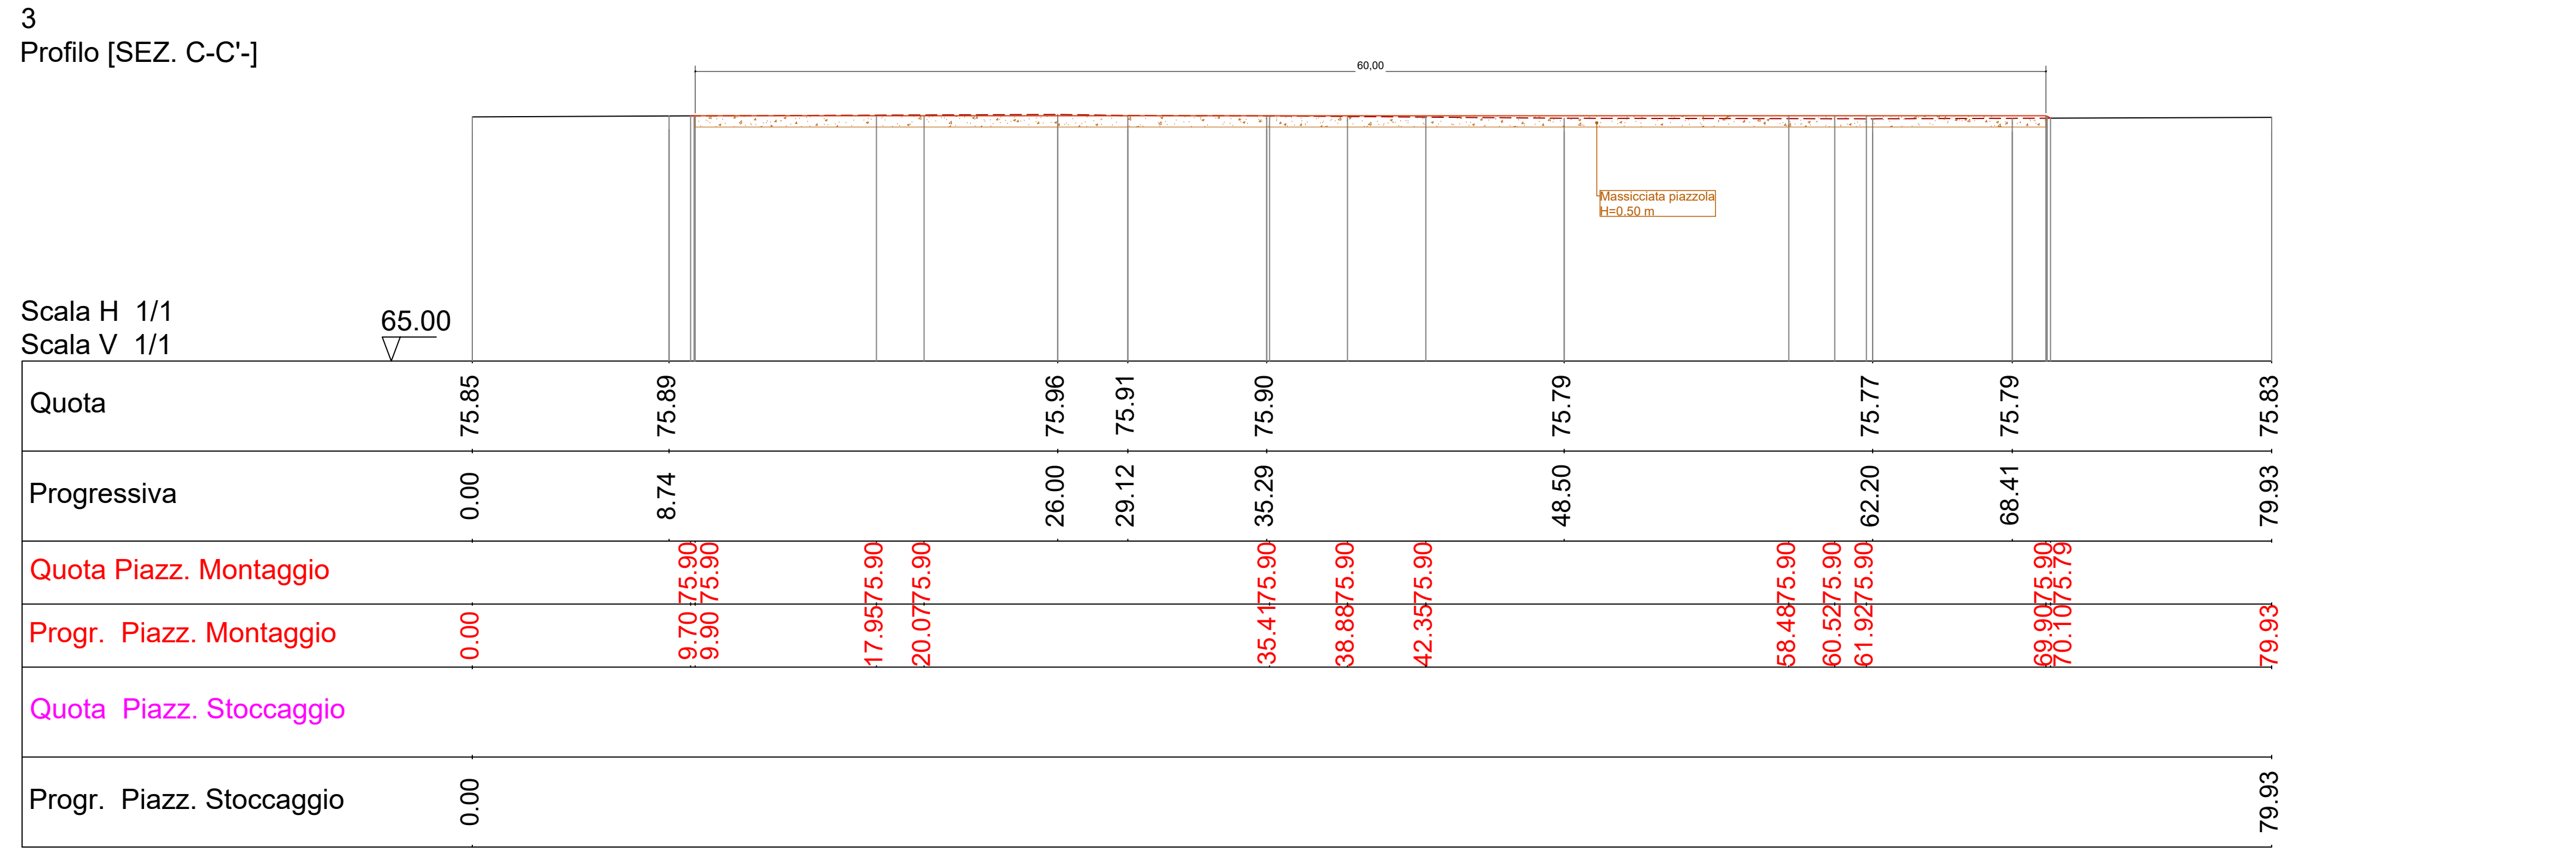 3
Profilo [SEZ. C-C'-]
60,00
Massicciata piazzola
H=0.50 m
Scala H 1/1
Scala V 1/1
65.00
Quota 75.85 75.89 75.96 75.91 75.90 75.79 75.77 75.79 75.83
Progressiva 0.00 8.74 26.00 29.12 35.29 48.50 62.20 68.41 79.93
Quota Piazz. Montaggio 75.90 75.90 75.90 75.90 75.90 75.90 75.90 75.90 75.90 75.90 75.90 75.79
Progr. Piazz. Montaggio 0.00 9.70 9.90 17.95 20.07 35.41 38.88 42.35 58.48 60.52 61.92 69.90 70.10 79.93
Quota Piazz. Stoccaggio
Progr. Piazz. Stoccaggio 0.00 79.93